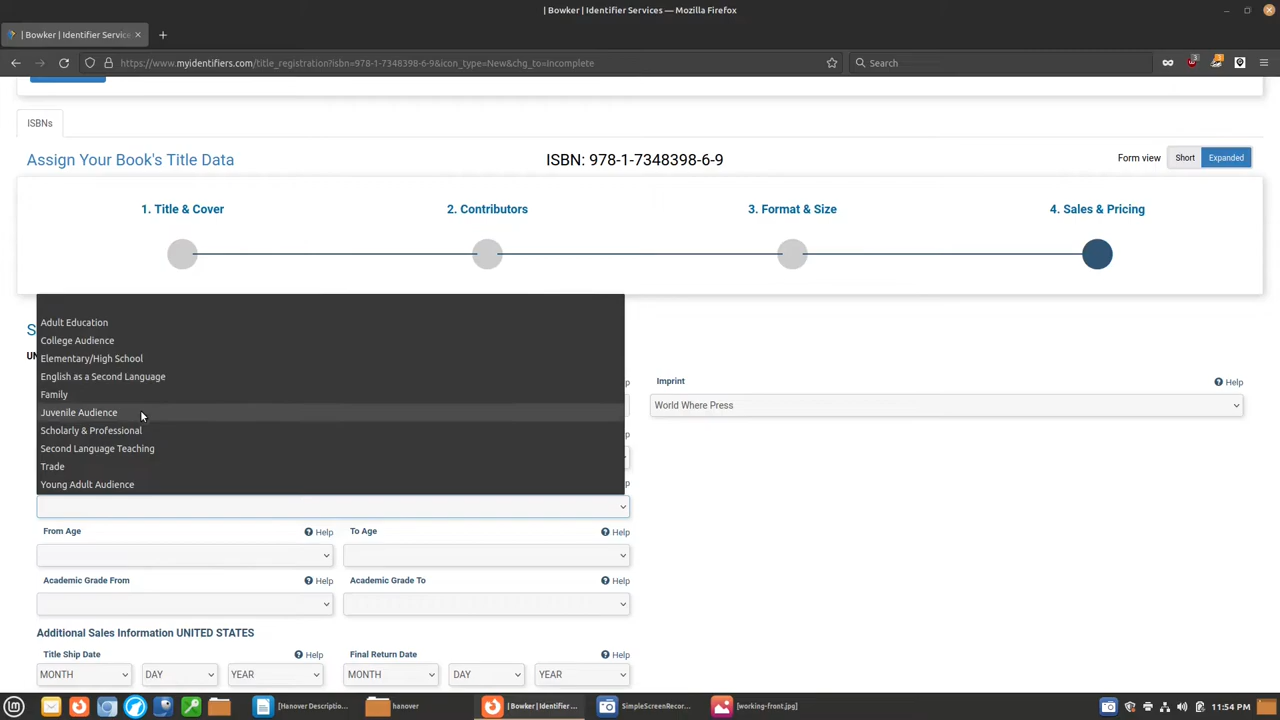 | Bowker | Identifier Services — Mozilla Firefox
| Bowker | Identifier Service
https://www.myidentifiers.com/title_registration?isbn=978-1-7348398-6-9&icon_type=New&chg_to=Incomplete
Search
ISBNs
Assign Your Book's Title Data
ISBN: 978-1-7348398-6-9
Form view
Short
Expanded
1. Title & Cover
2. Contributors
3. Format & Size
4. Sales & Pricing
Adult Education
College Audience
Elementary/High School
English as a Second Language
Family
Juvenile Audience
Scholarly & Professional
Second Language Teaching
Trade
Young Adult Audience
Imprint
Help
World Where Press
From Age
Help
To Age
Help
Academic Grade From
Help
Academic Grade To
Help
Additional Sales Information UNITED STATES
Title Ship Date
Help
Final Return Date
Help
MONTH
DAY
YEAR
MONTH
DAY
YEAR
[Hanover Description...
hanover
| Bowker | Identifier ...
SimpleScreenRecor...
[working-front.jpg]
11:54 PM